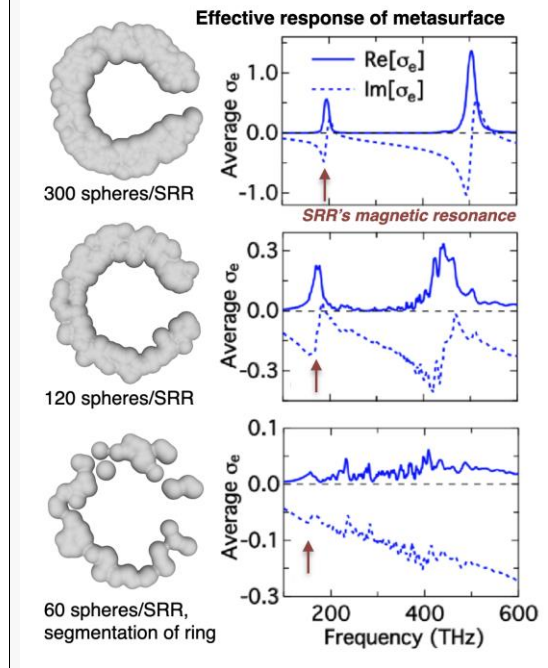 Effective response of metasurface
Re[σₑ]
Im[σₑ]
Average σₑ
1.0
0.0
-1.0
300 spheres/SRR
SRR's magnetic resonance
Average σₑ
0.3
0.0
-0.3
120 spheres/SRR
Average σₑ
0.1
0.0
-0.1
-0.3
60 spheres/SRR,
segmentation of ring
200 400 600
Frequency (THz)